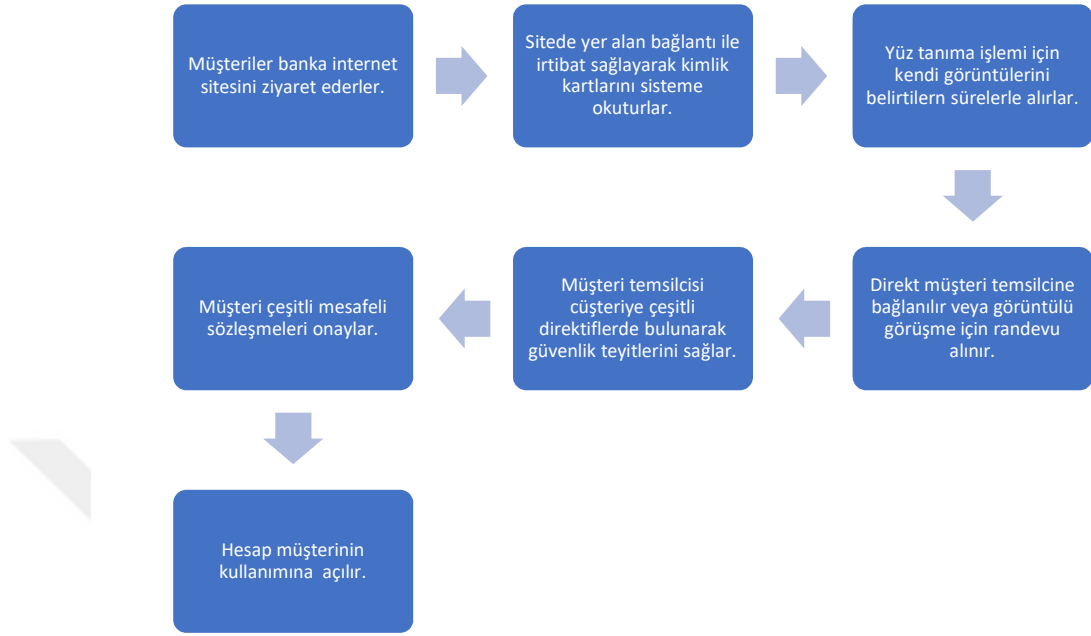 Müşteriler banka internet
sitesini ziyaret ederler.
Sitede yer alan bağlantı ile
irtibat sağlayarak kimlik
kartlarını sisteme
okuturlar.
Yüz tanıma işlemi için
kendi görüntülerini
belirtilern sürelerle alırlar.
Direkt müşteri temsilcine
bağlanılır veya görüntülü
görüşme için randevu
alınır.
Müşteri temsilcisi
cüşteriye çeşitli
direktiflerde bulunarak
güvenlik teyitlerini sağlar.
Müşteri çeşitli mesafeli
sözleşmeleri onaylar.
Hesap müşterinin
kullanımına açılır.